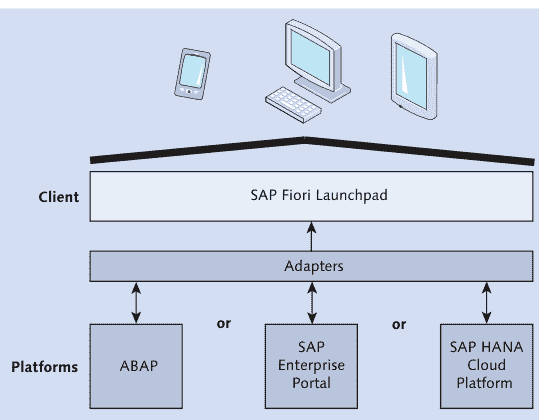 Client
SAP Fiori Launchpad
Adapters
or
or
Platforms
ABAP
SAP
Enterprise
Portal
SAP HANA
Cloud
Platform